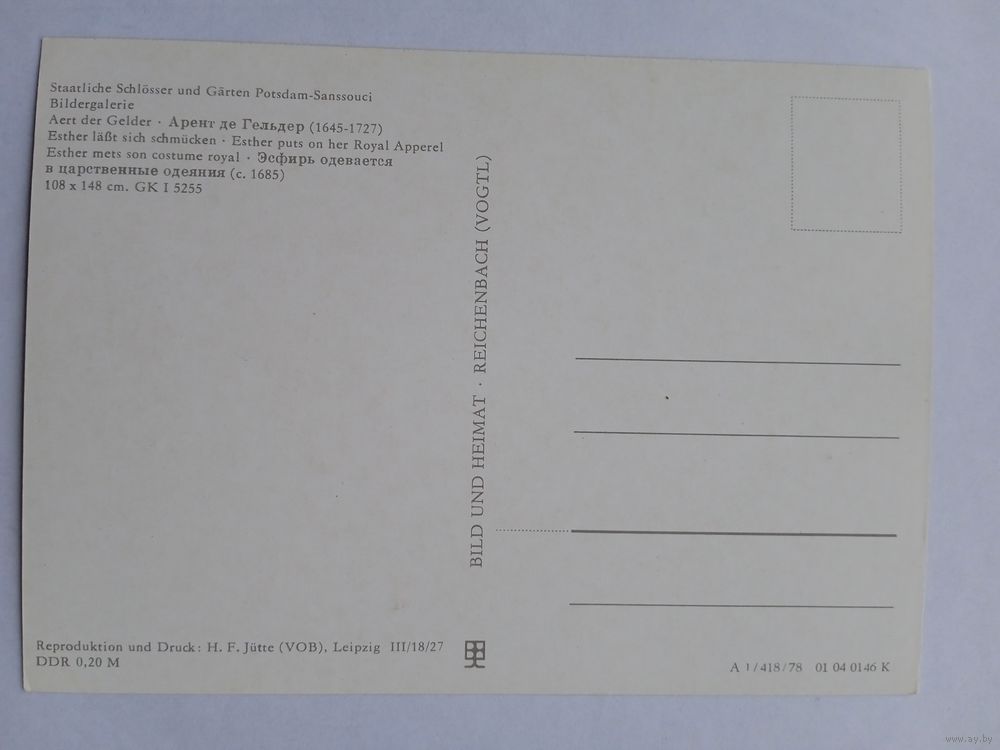 Staatliche Schlösser und Gärten Potsdam-Sanssouci
Bildergalerie
Aert der Gelder · Арент де Гельдер (1645-1727)
Esther läßt sich schmücken · Esther puts on her Royal Apperel
Esther mets son costume royal · Эсфирь одевается
в царственные одеяния (c. 1685)
108 x 148 cm. GK I 5255
BILD UND HEIMAT · REICHENBACH (VOGTL)
Reproduktion und Druck: H. F. Jütte (VOB), Leipzig III/18/27
DDR 0,20 M
A 1/418/78 01 04 0146 K
www.ay.by